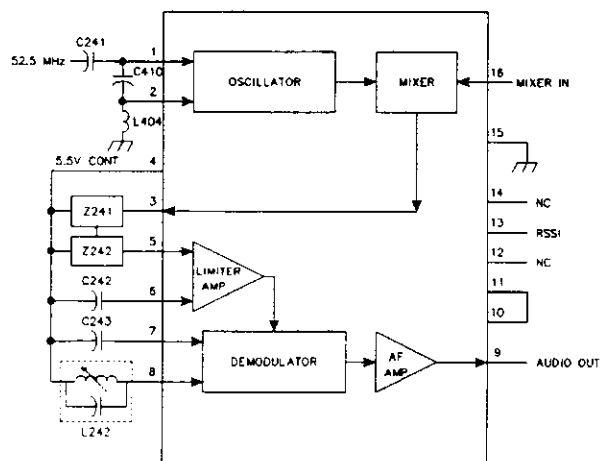 C241
52.5 MHz
1
C410
2
L404
OSCILLATOR
MIXER
16
MIXER IN
15
5.5V CONT
4
14
NC
Z241
3
13
RSSI
Z242
5
12
NC
LIMITER
AMP
C242
6
11
10
C243
7
DEMODULATOR
AF
AMP
9
AUDIO OUT
8
L242